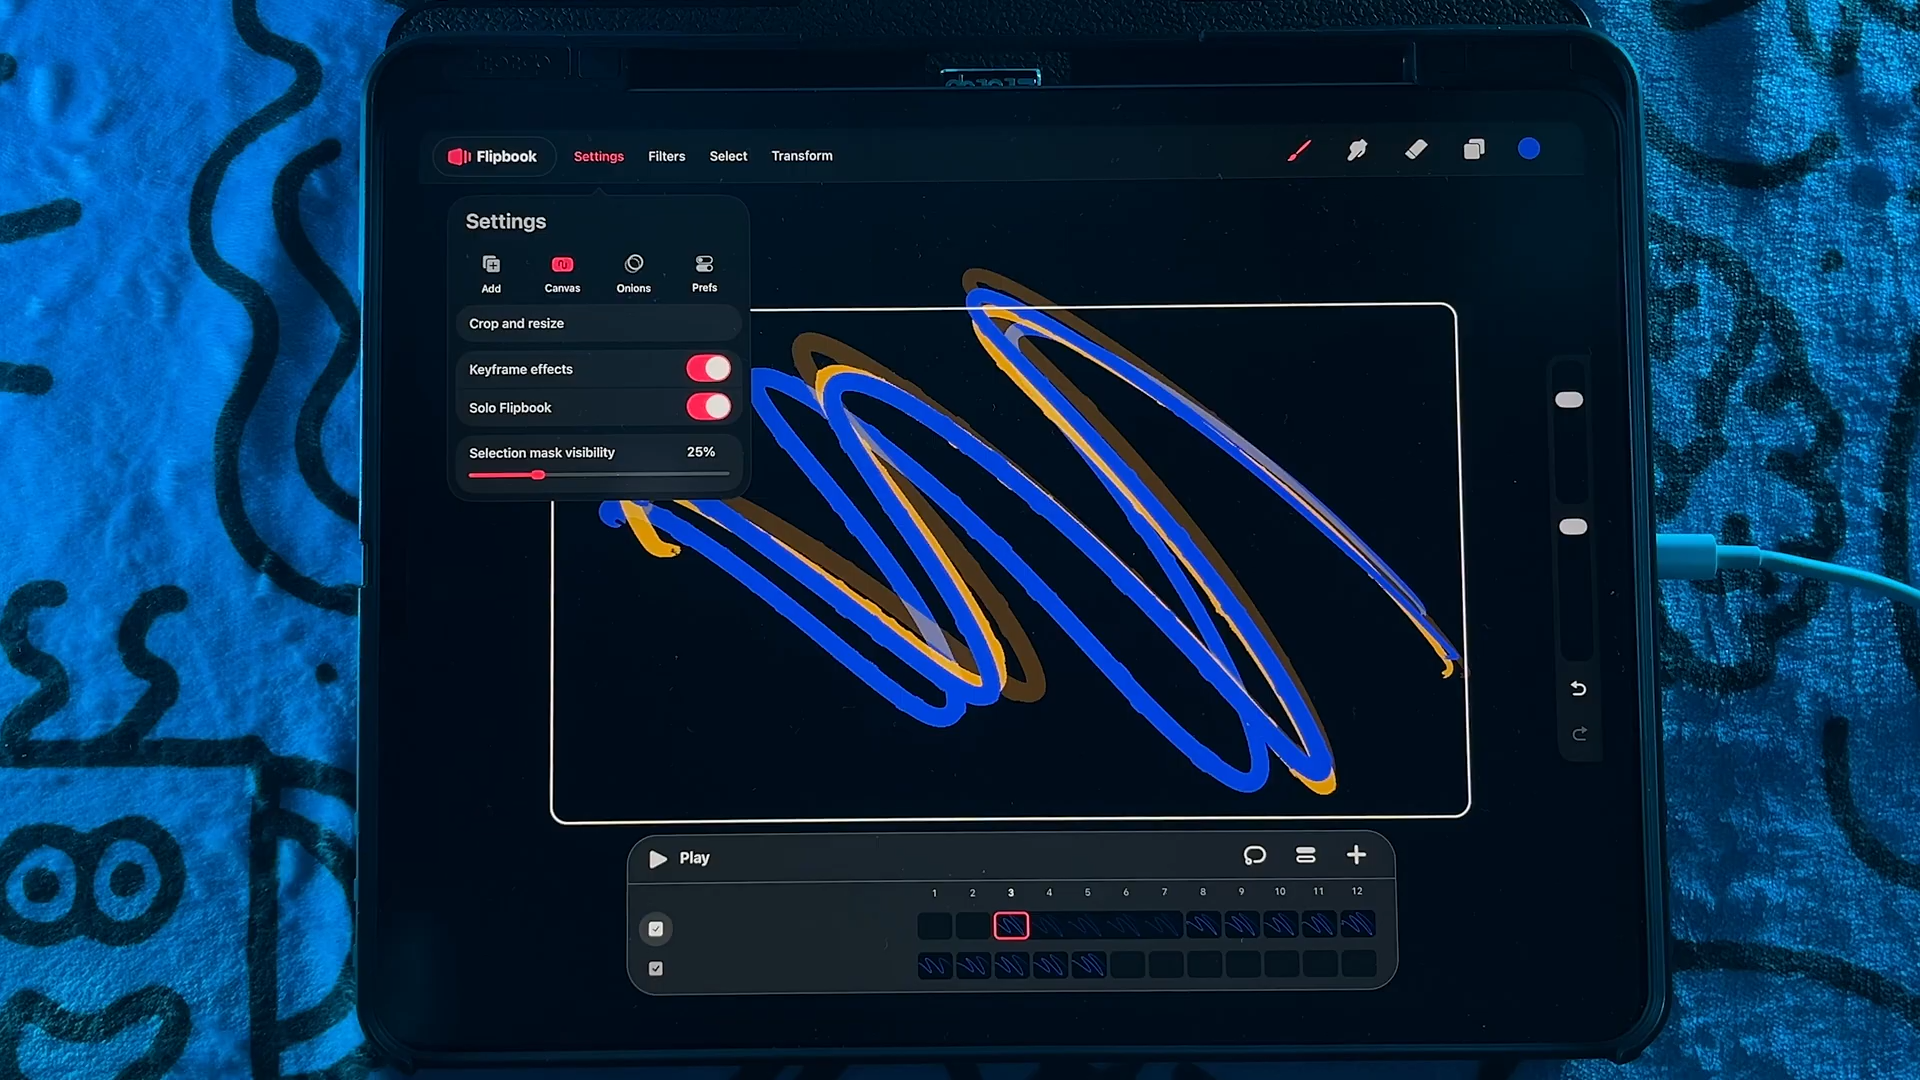 Flipbook Settings Filters Select Transform
Settings
Add Canvas Onions Prefs
Crop and resize
Keyframe effects
Solo Flipbook
Selection mask visibility 25%
Play
1 2 3 4 5 6 7 8 9 10 11 12